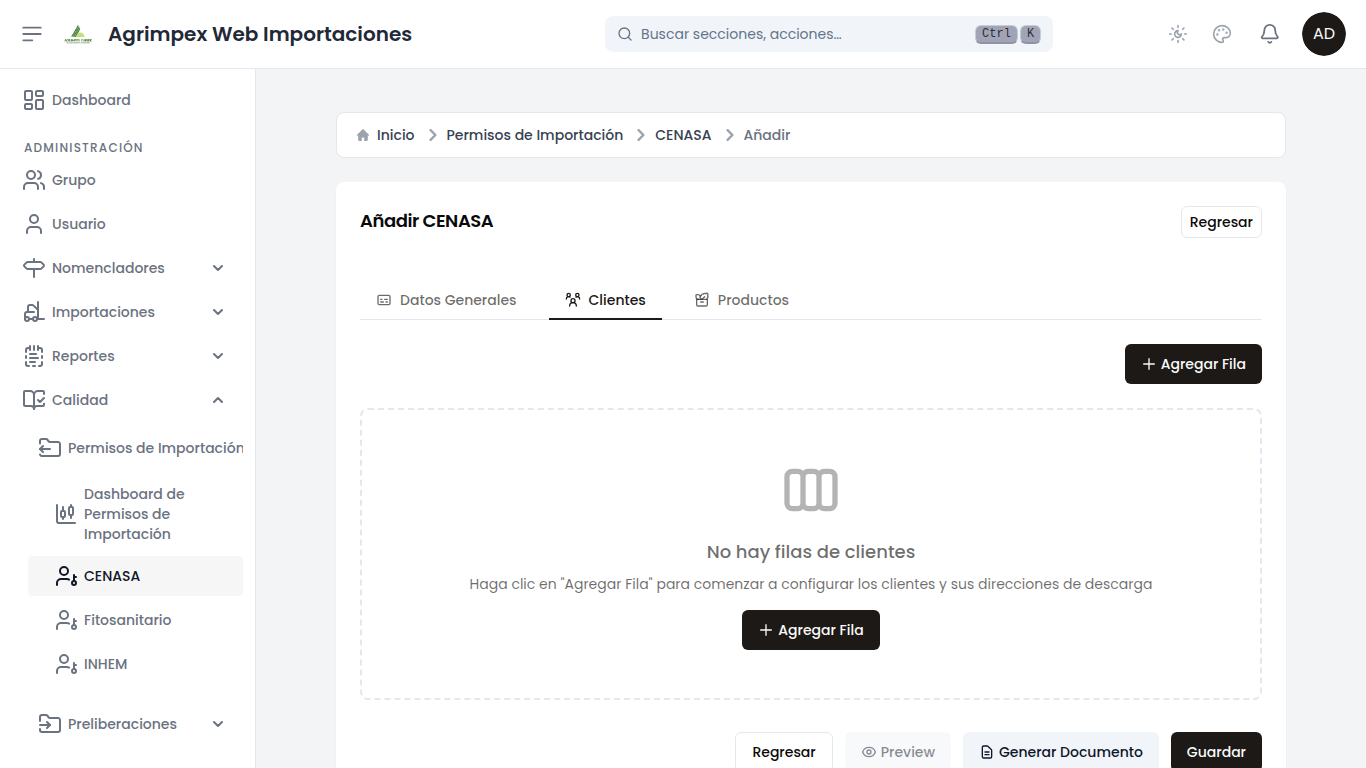 Agrimpex Web Importaciones
Buscar secciones, acciones...
Ctrl K
AD
Dashboard
ADMINISTRACIÓN
Grupo
Usuario
Nomencladores
Importaciones
Reportes
Calidad
Permisos de Importación
Dashboard de
Permisos de
Importación
CENASA
Fitosanitario
INHEM
Preliberaciones
Inicio > Permisos de Importación > CENASA > Añadir
Añadir CENASA
Regresar
Datos Generales
Clientes
Productos
+ Agregar Fila
No hay filas de clientes
Haga clic en "Agregar Fila" para comenzar a configurar los clientes y sus direcciones de descarga
+ Agregar Fila
Regresar
Preview
Generar Documento
Guardar